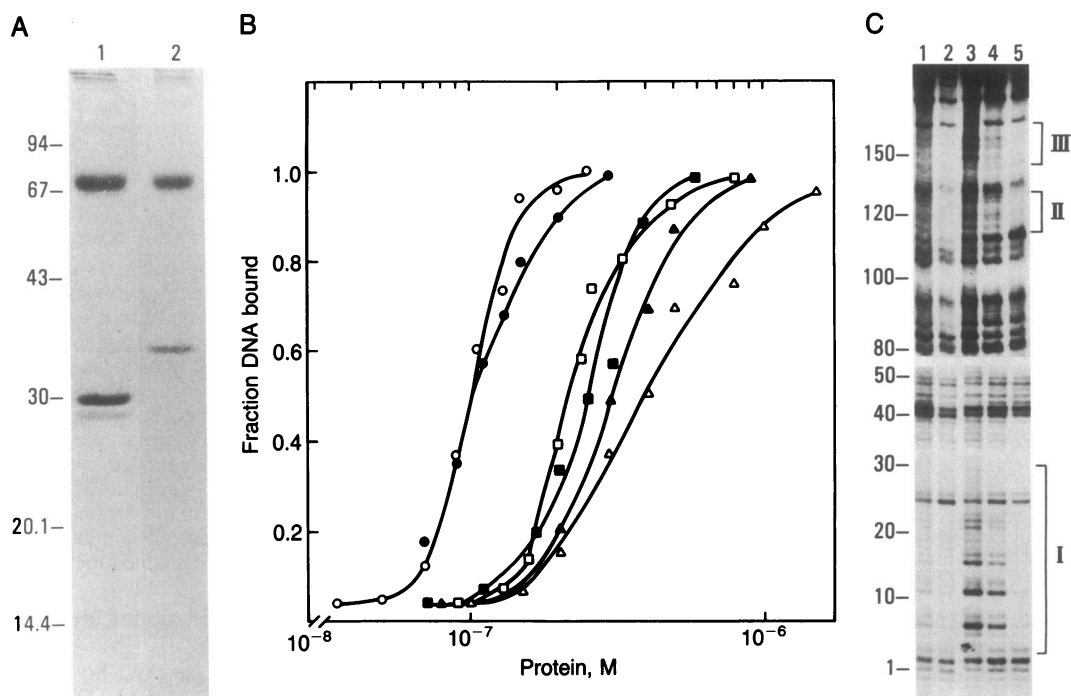 A
1 2
94
67
43
30
20.1
14.4
B
Fraction DNA bound
1.0
0.8
0.6
0.4
0.2
10⁻⁸ 10⁻⁷ 10⁻⁶
Protein, M
C
1 2 3 4 5
150
120
100
80
50
40
30
20
10
1
III
II
I